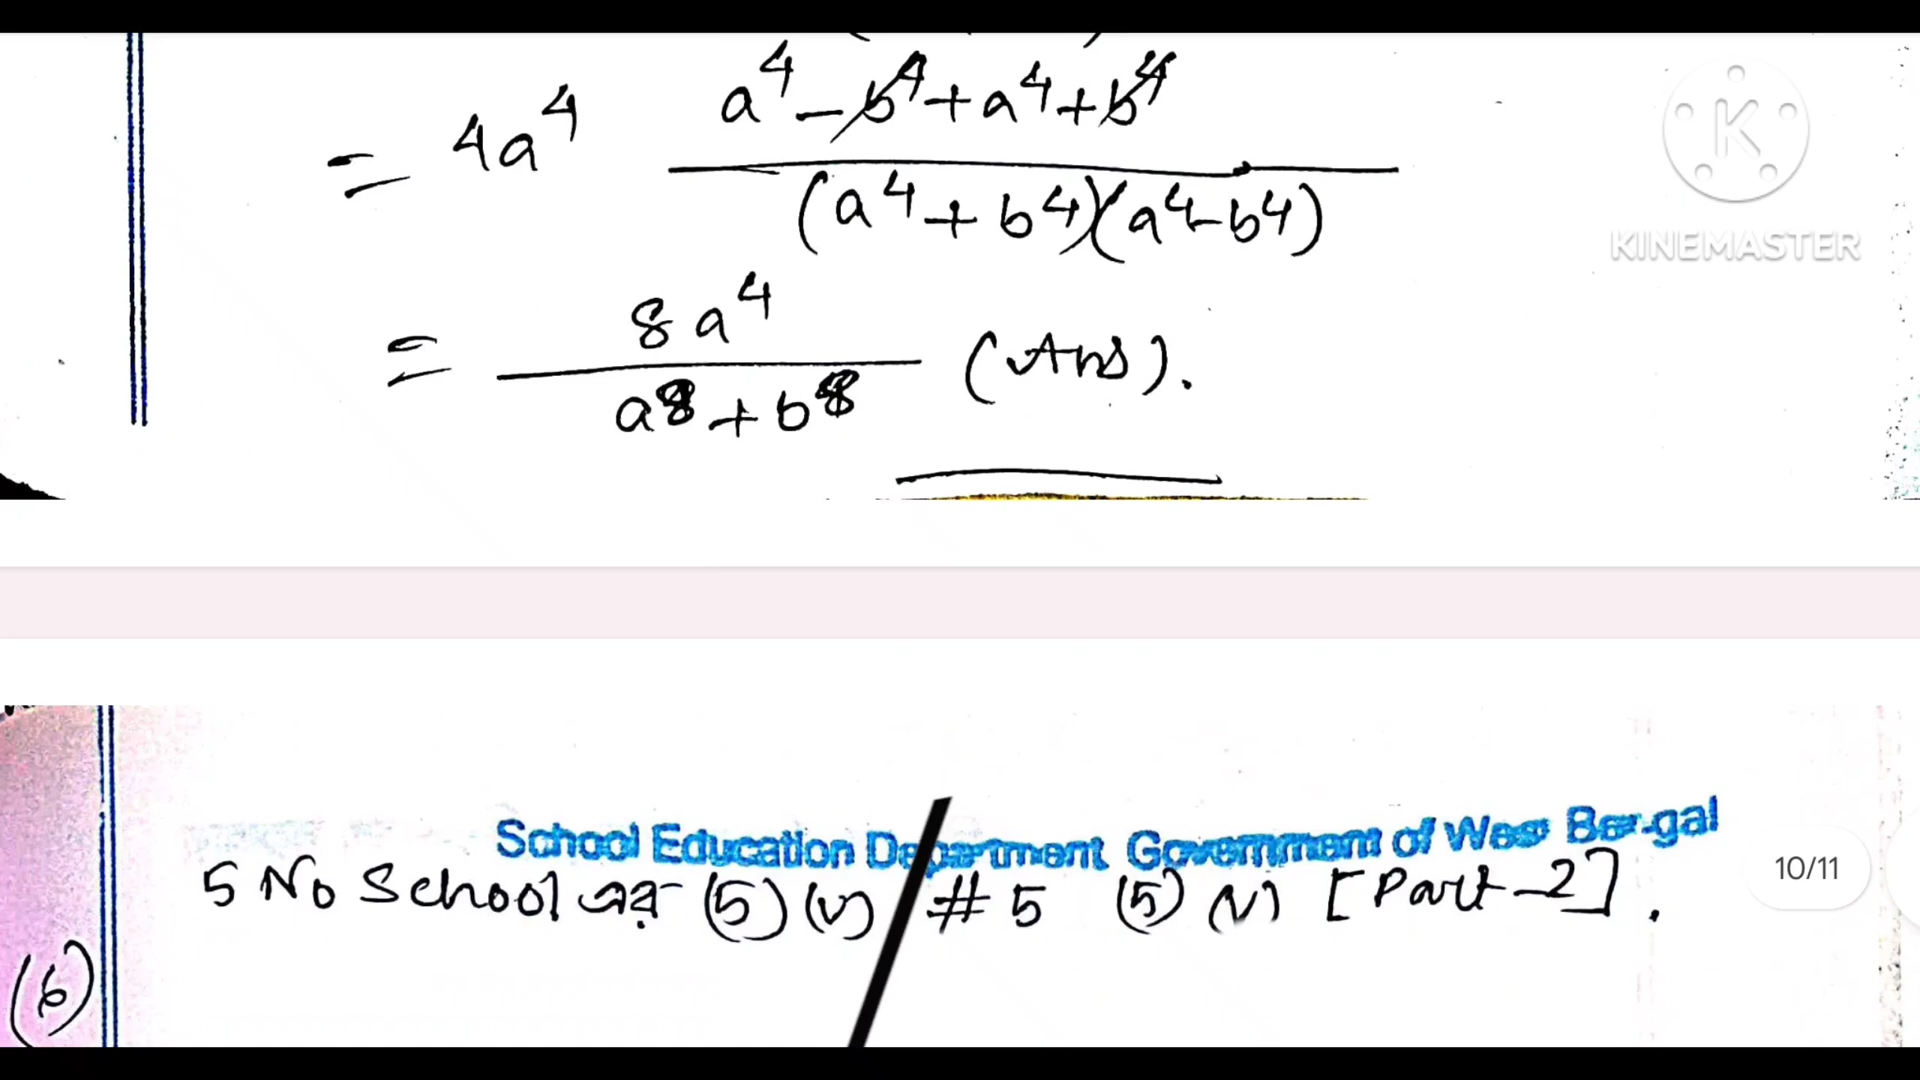 = 4a⁴ (a⁴ - b⁴ + a⁴ + b⁴) / (a⁴ + b⁴)(a⁴ - b⁴)
KINEMASTER
= 8a⁴ / a⁸ + b⁸ (Ans).
School Education Department Government of West Bengal
5 No School এর (5) (v) # 5 (5) (v) [Part-2].
10/11
(6)